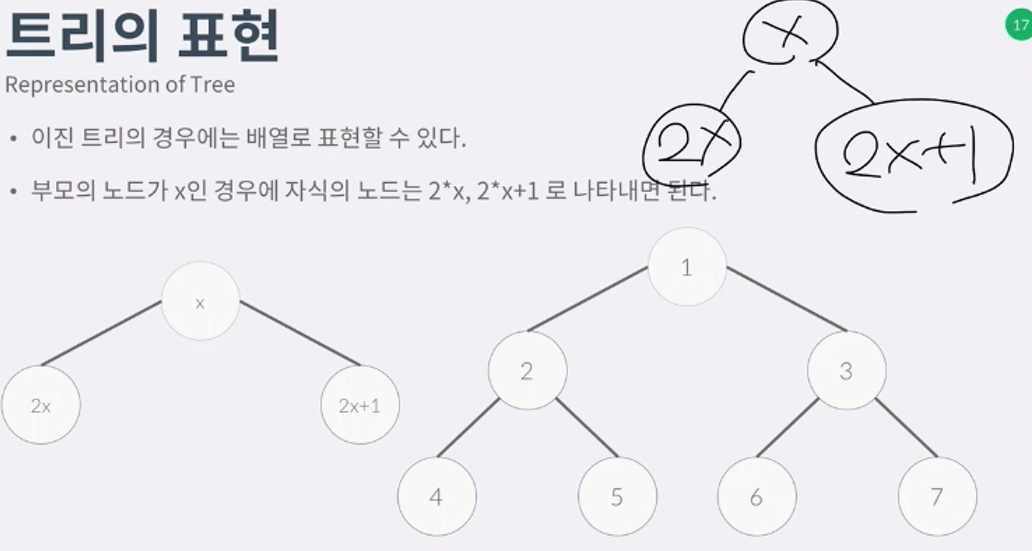 트리의 표현
17
Representation of Tree
• 이진 트리의 경우에는 배열로 표현할 수 있다.
• 부모의 노드가 x인 경우에 자식의 노드는 2*x, 2*x+1 로 나타내면 된다.
x
2x
2x+1
x
2x
2x+1
1
2
3
4
5
6
7